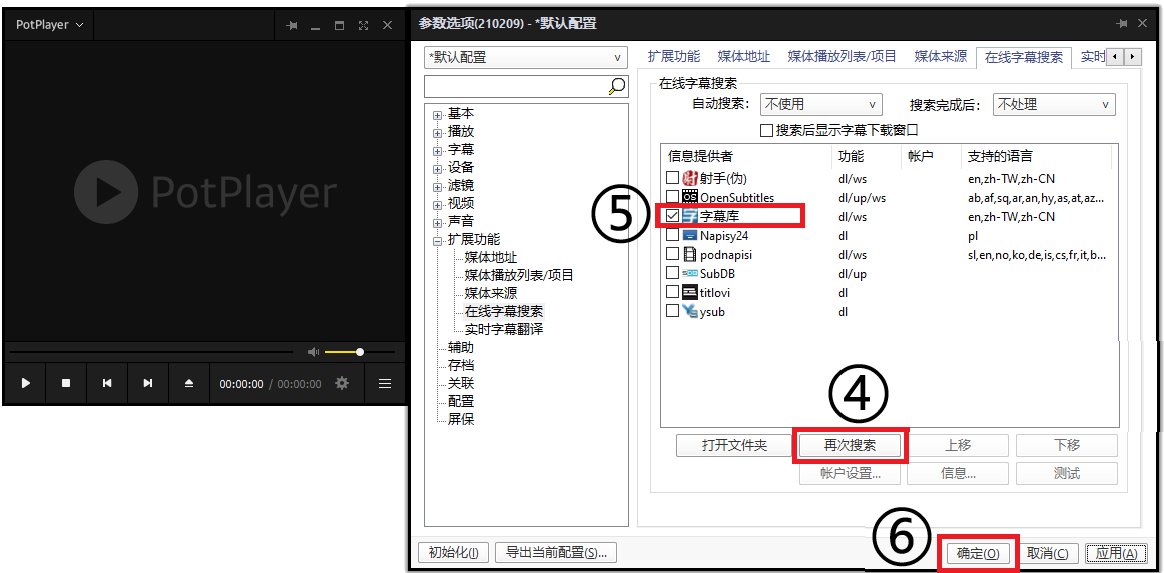 PotPlayer
PotPlayer
00:00:00 / 00:00:00
参数选项(210209) - *默认配置
*默认配置
基本
播放
字幕
设备
滤镜
视频
声音
扩展功能
媒体地址
媒体播放列表/项目
媒体来源
在线字幕搜索
实时字幕翻译
辅助
存档
关联
配置
屏保
扩展功能 媒体地址 媒体播放列表/项目 媒体来源 在线字幕搜索 实时
在线字幕搜索
自动搜索: 不使用 搜索完成后: 不处理
搜索后显示字幕下载窗口
信息提供者 功能 帐户 支持的语言
射手(伪) dl/ws en,zh-TW,zh-CN
OpenSubtitles dl/up/ws ab,af,sq,ar,an,hy,as,at,az...
⑤ 字幕库 dl/ws en,zh-TW,zh-CN
Napisy24 dl pl
podnapisi dl/ws sl,en,no,ko,de,is,cs,fr,it,b...
SubDB dl/up
titlovi dl
ysub dl
④
打开文件夹 再次搜索 上移 下移
帐户设置... 信息... 测试
⑥
初始化(I) 导出当前配置(S)... 确定(O) 取消(C) 应用(A)